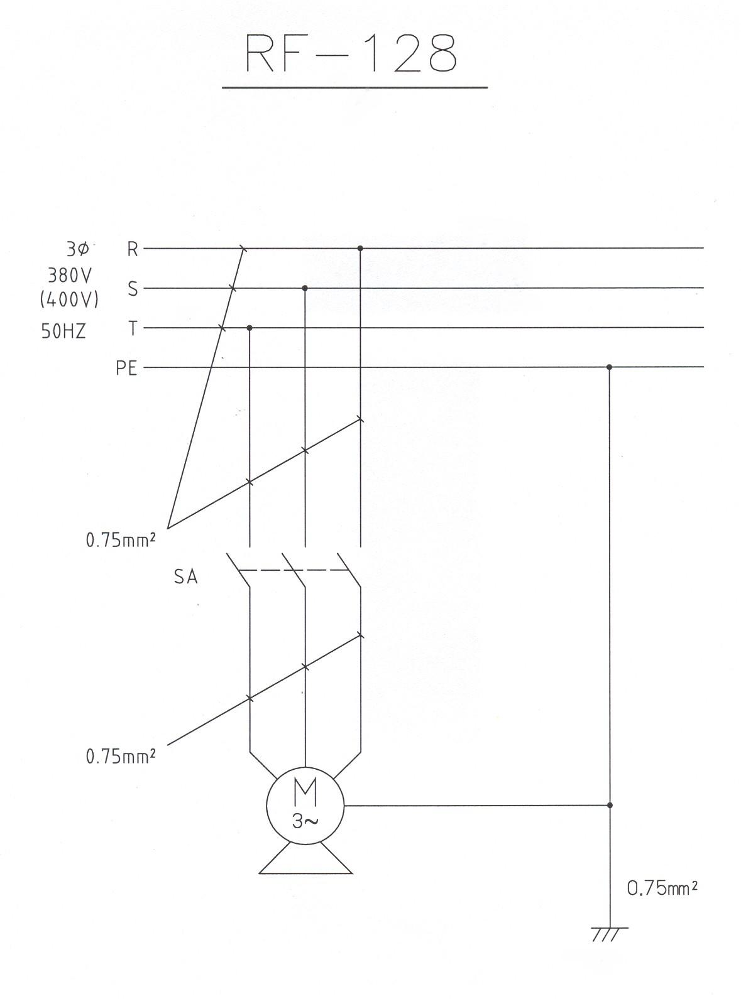 RF-128
3Ø R
380V
(400V) S
50HZ T
PE
0.75mm²
SA
0.75mm²
M
3~
0.75mm²